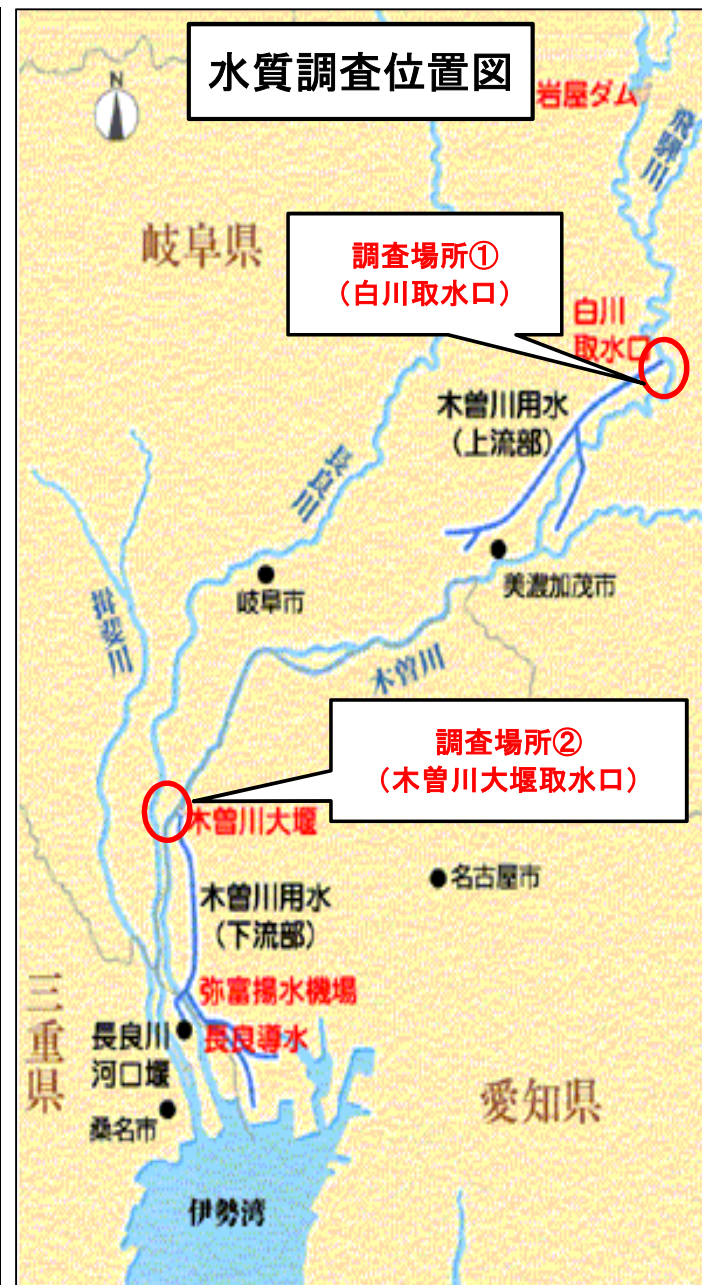 水質調査位置図
N
岩屋ダム
飛騨川
岐阜県
調査場所①
（白川取水口）
白川
取水口
木曽川用水
（上流部）
長良川
岐阜市
美濃加茂市
揖斐川
木曽川
調査場所②
（木曽川大堰取水口）
木曽川大堰
名古屋市
木曽川用水
（下流部）
弥富揚水機場
三重県
長良川
河口堰
長良導水
桑名市
愛知県
伊勢湾